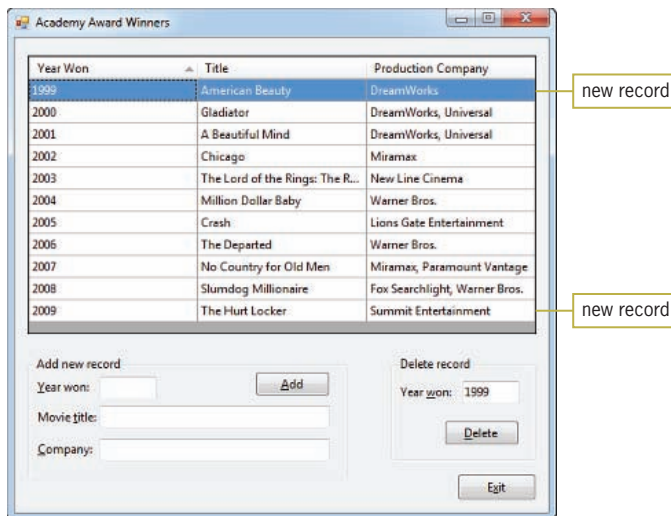 Academy Award Winners
Year Won Title Production Company
1999 American Beauty DreamWorks
new record
2000 Gladiator DreamWorks, Universal
2001 A Beautiful Mind DreamWorks, Universal
2002 Chicago Miramax
2003 The Lord of the Rings: The R... New Line Cinema
2004 Million Dollar Baby Warner Bros.
2005 Crash Lions Gate Entertainment
2006 The Departed Warner Bros.
2007 No Country for Old Men Miramax, Paramount Vantage
2008 Slumdog Millionaire Fox Searchlight, Warner Bros.
2009 The Hurt Locker Summit Entertainment
new record
Add new record
Year won: Add
Movie title:
Company:
Delete record
Year won: 1999
Delete
Exit